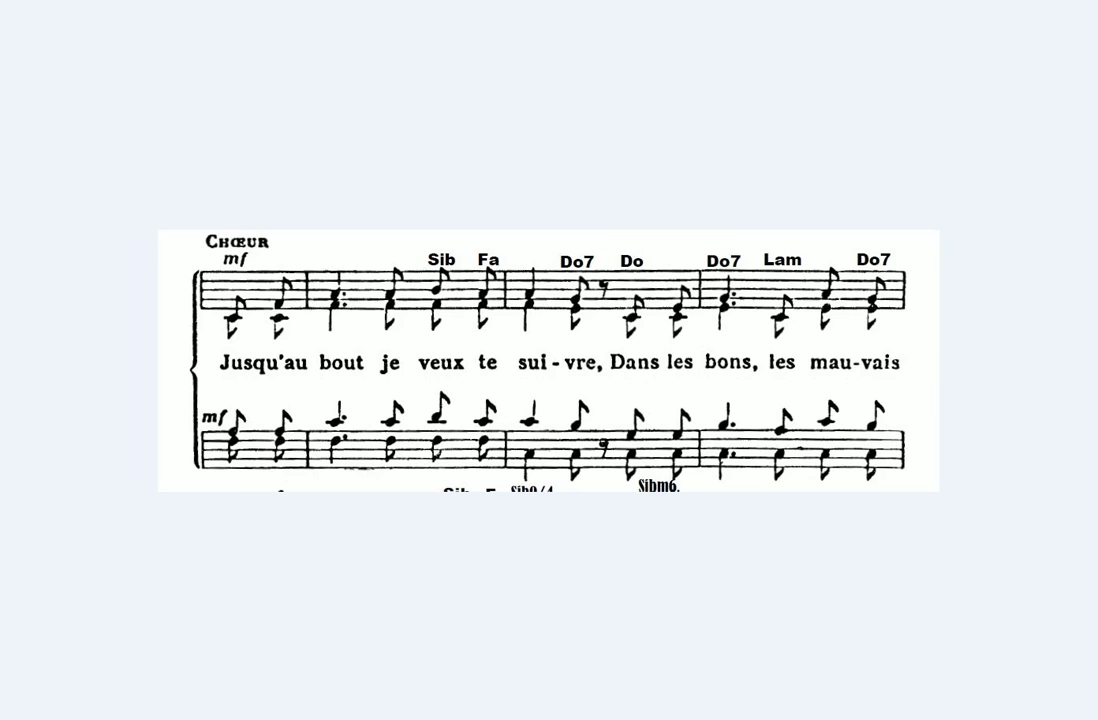 CHŒUR
mf Sib Fa Do7 Do Do7 Lam Do7
Jusqu'au bout je veux te sui-vre, Dans les bons, les mau-vais
mf
Sibm6.